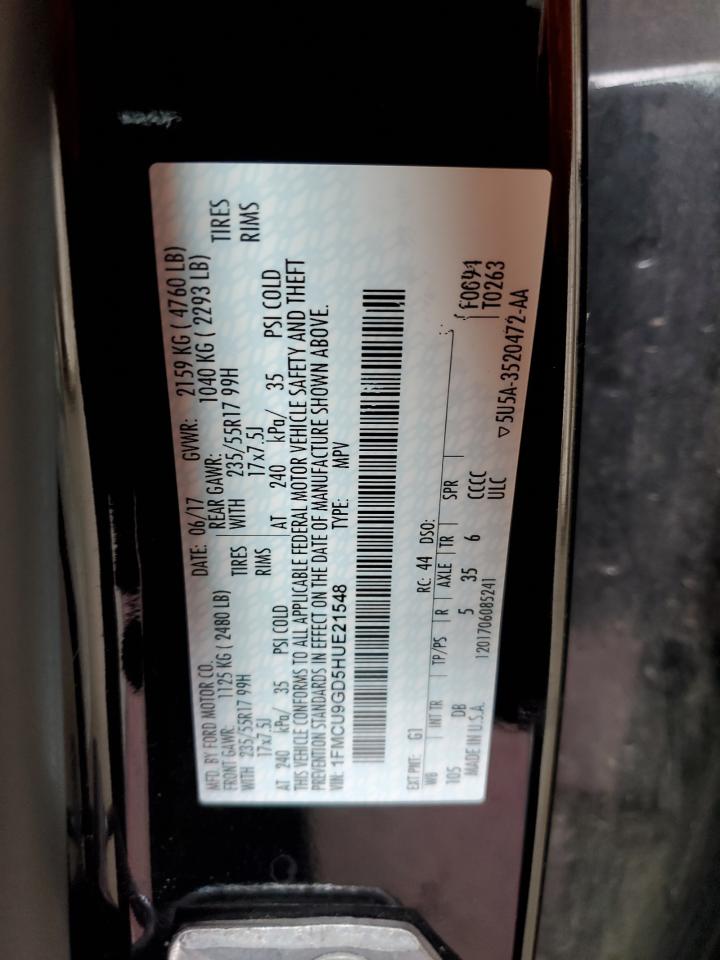 MFD. BY FORD MOTOR CO.
DATE: 06/17 GVWR: 2159 KG ( 4760 LB)
FRONT GAWR: 1125 KG ( 2480 LB)
REAR GAWR: 1040 KG ( 2293 LB)
WITH 235/55R17 99H TIRES
WITH 235/55R17 99H TIRES
17x7.5J RIMS
17x7.5J RIMS
AT 240 kPa/ 35 PSI COLD
AT 240 kPa/ 35 PSI COLD
THIS VEHICLE CONFORMS TO ALL APPLICABLE FEDERAL MOTOR VEHICLE SAFETY AND THEFT
PREVENTION STANDARDS IN EFFECT ON THE DATE OF MANUFACTURE SHOWN ABOVE.
VIN: 1FMCU9GD5HUE21548 TYPE: MPV
EXT PNT: G1 RC: 44 DSO:
WB INT TR TP/PS R AXLE TR SPR
T0263
105 DB 5 35 6 CCCC
MADE IN U.S.A. 1201706085241 ULC
▽5U5A-3520472-AA